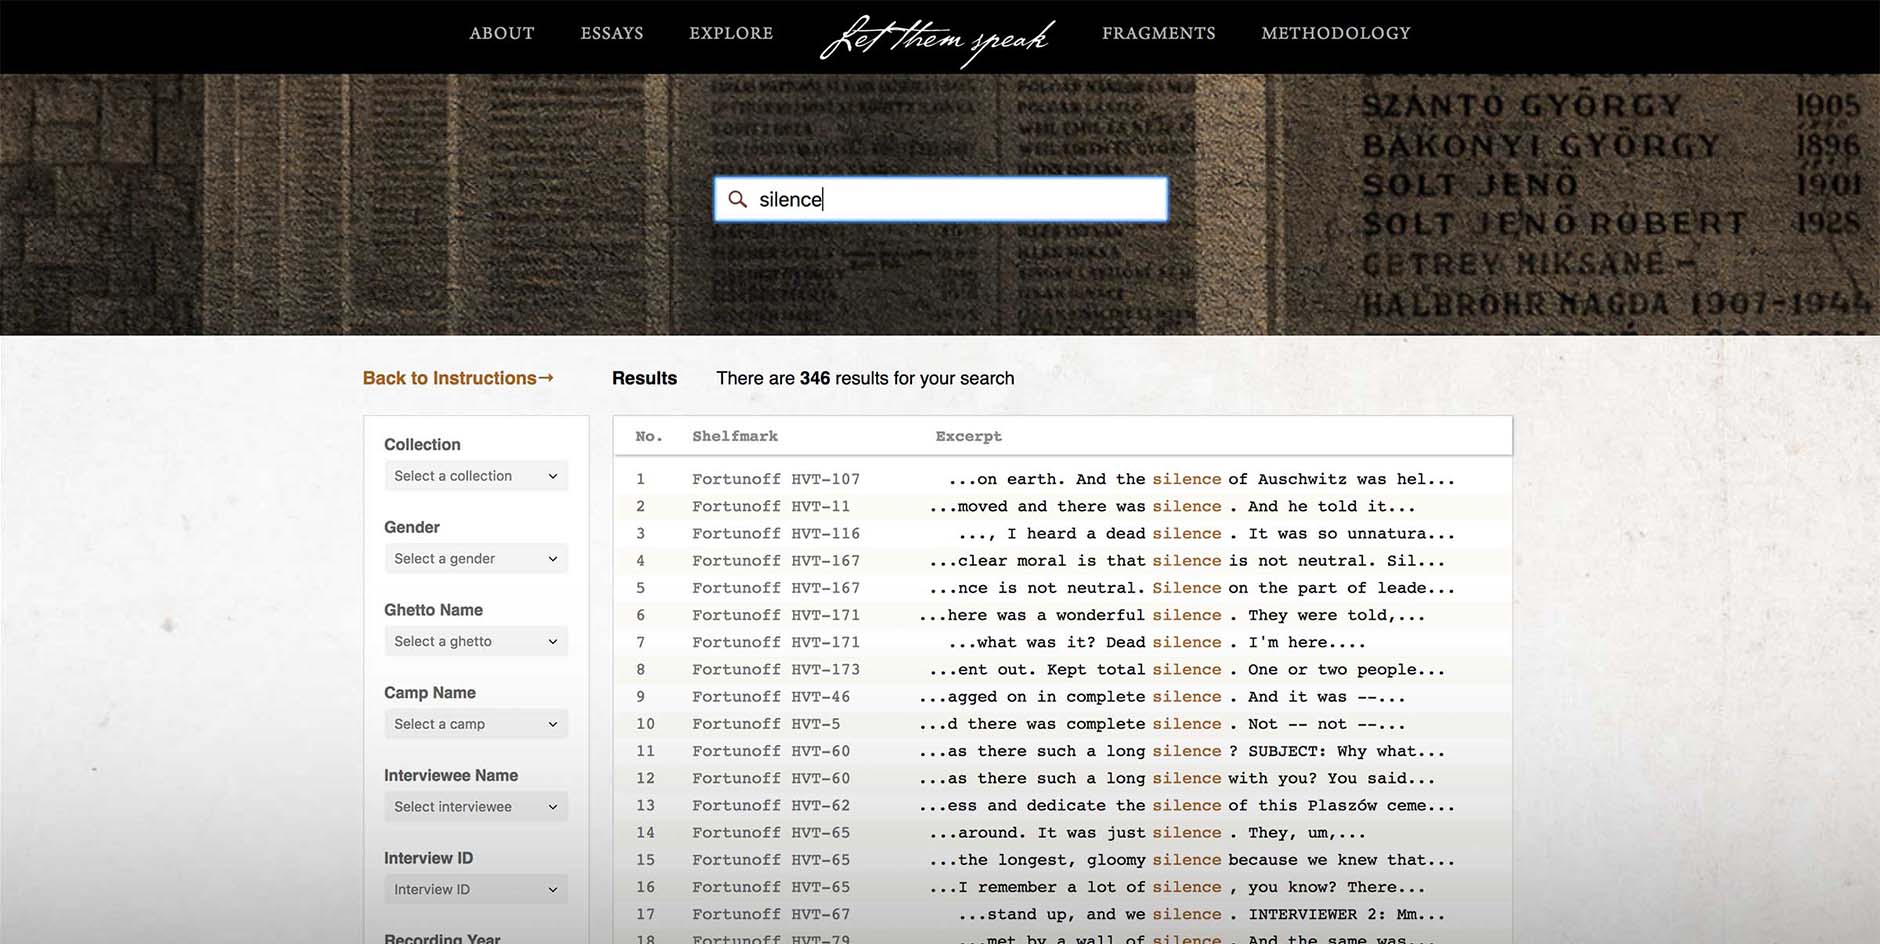 ABOUT ESSAYS EXPLORE Let them speak FRAGMENTS METHODOLOGY
SZÁNTÓ GYÖRGY 1905
BAKONYI GYÖRGY 1896
SOLT JENŐ 1901
SOLT JENŐ RÓBERT 1928
HALBROHR MAGDA 1907-1944
silence
Back to Instructions→ Results There are 346 results for your search
Collection
Select a collection
Gender
Select a gender
Ghetto Name
Select a ghetto
Camp Name
Select a camp
Interviewee Name
Select interviewee
Interview ID
Interview ID
Recording Year
No. Shelfmark Excerpt
1 Fortunoff HVT-107 ...on earth. And the silence of Auschwitz was hel...
2 Fortunoff HVT-11 ...moved and there was silence . And he told it...
3 Fortunoff HVT-116 ..., I heard a dead silence . It was so unnatura...
4 Fortunoff HVT-167 ...clear moral is that silence is not neutral. Sil...
5 Fortunoff HVT-167 ...nce is not neutral. Silence on the part of leade...
6 Fortunoff HVT-171 ...here was a wonderful silence . They were told,...
7 Fortunoff HVT-171 ...what was it? Dead silence . I'm here....
8 Fortunoff HVT-173 ...ent out. Kept total silence . One or two people...
9 Fortunoff HVT-46 ...agged on in complete silence . And it was --...
10 Fortunoff HVT-5 ...d there was complete silence . Not -- not --...
11 Fortunoff HVT-60 ...as there such a long silence ? SUBJECT: Why what...
12 Fortunoff HVT-60 ...as there such a long silence with you? You said...
13 Fortunoff HVT-62 ...ess and dedicate the silence of this Plaszów ceme...
14 Fortunoff HVT-65 ...around. It was just silence . They, um,...
15 Fortunoff HVT-65 ...the longest, gloomy silence because we knew that...
16 Fortunoff HVT-65 ...I remember a lot of silence , you know? There...
17 Fortunoff HVT-67 ...stand up, and we silence . INTERVIEWER 2: Mm...
18 Fortunoff HVT-79 ...met by a wall of silence . And the same was...